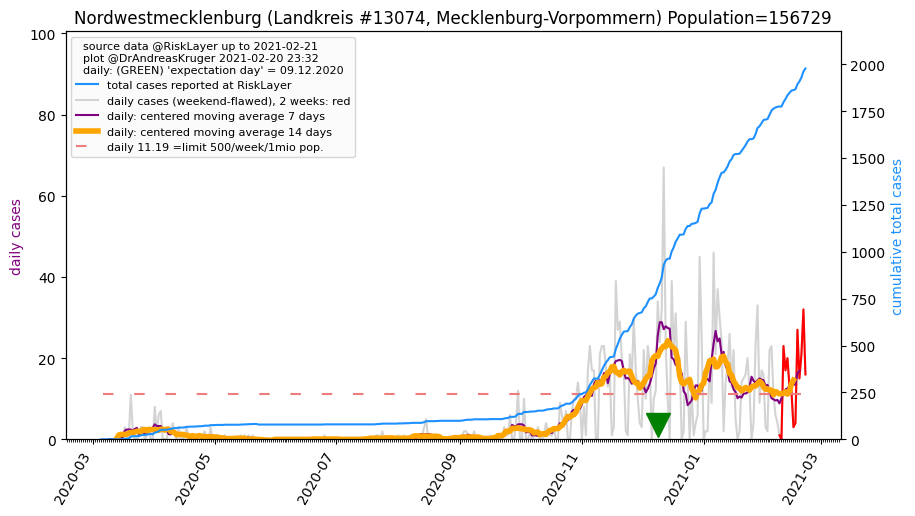 Nordwestmecklenburg (Landkreis #13074, Mecklenburg-Vorpommern) Population=156729
source data @RiskLayer up to 2021-02-21
plot @DrAndreasKruger 2021-02-20 23:32
daily: (GREEN) 'expectation day' = 09.12.2020
total cases reported at RiskLayer
daily cases (weekend-flawed), 2 weeks: red
daily: centered moving average 7 days
daily: centered moving average 14 days
daily 11.19 =limit 500/week/1mio pop.
daily cases
100
80
60
40
20
0
cumulative total cases
2000
1750
1500
1250
1000
750
500
250
0
2020-03
2020-05
2020-07
2020-09
2020-11
2021-01
2021-03